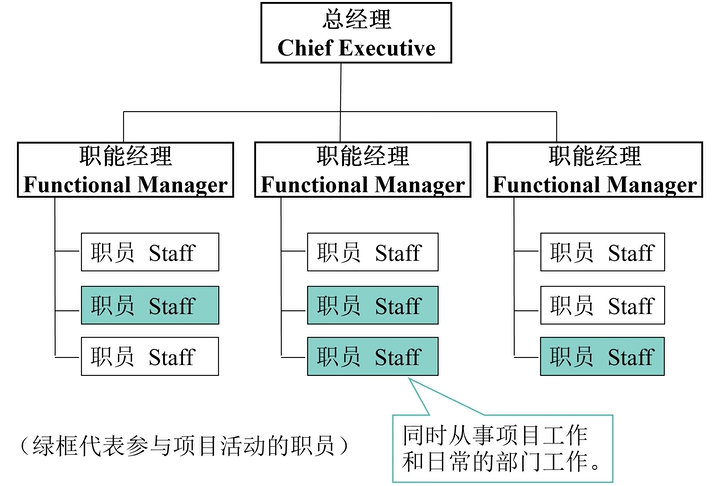 总经理
Chief Executive
职能经理
Functional Manager
职能经理
Functional Manager
职能经理
Functional Manager
职员 Staff
职员 Staff
职员 Staff
职员 Staff
职员 Staff
职员 Staff
职员 Staff
职员 Staff
职员 Staff
（绿框代表参与项目活动的职员）
同时从事项目工作
和日常的部门工作。